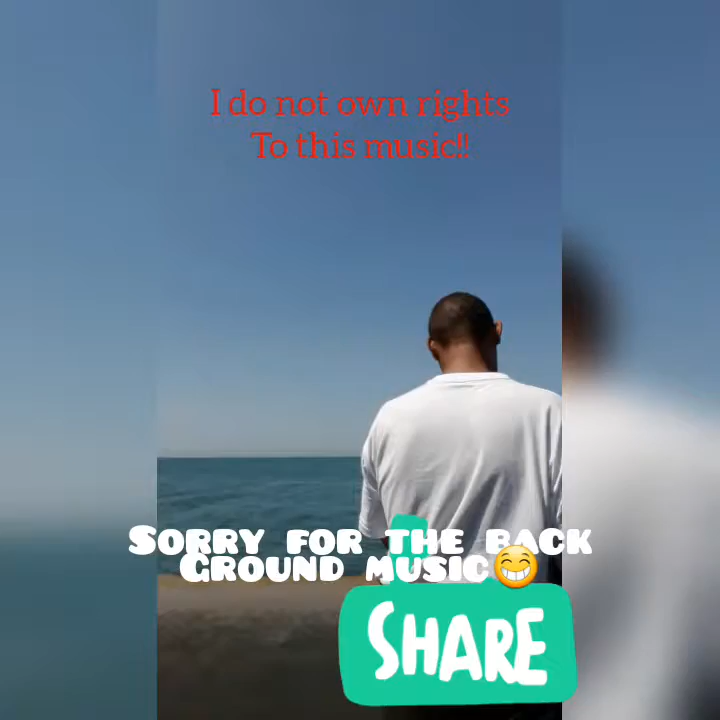 I do not own rights
To this music!!
SORRY FOR THE BACK
GROUND MUSIC😁
SHARE